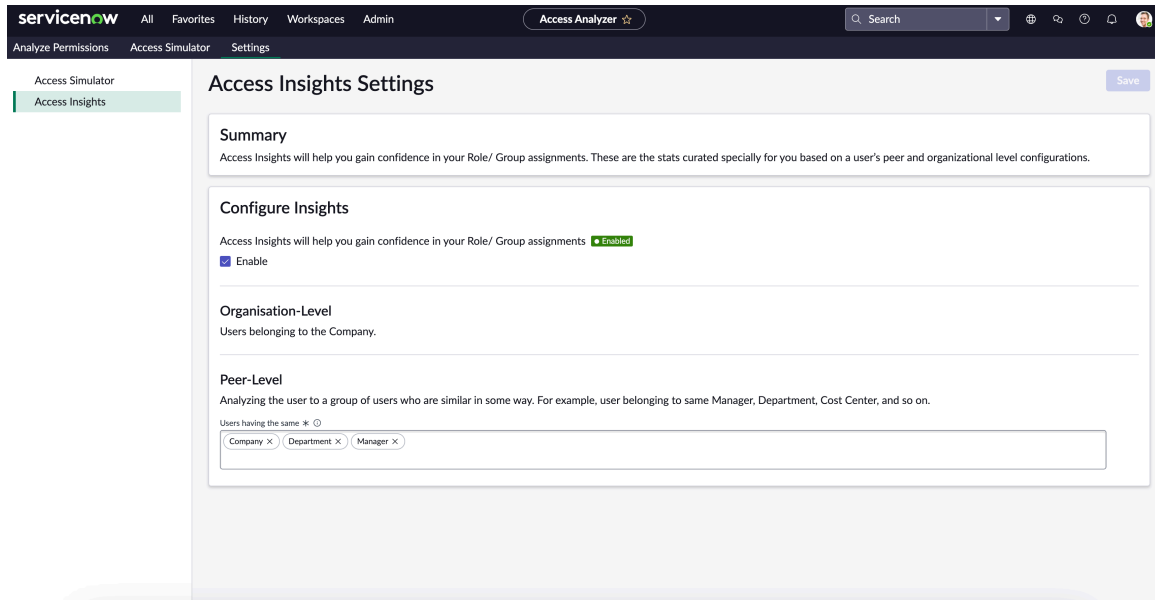 servicenow All Favorites History Workspaces Admin Access Analyzer Search
Analyze Permissions Access Simulator Settings
Access Simulator
Access Insights
Access Insights Settings
Save
Summary
Access Insights will help you gain confidence in your Role/ Group assignments. These are the stats curated specially for you based on a user's peer and organizational level configurations.
Configure Insights
Access Insights will help you gain confidence in your Role/ Group assignments Enabled
Enable
Organisation-Level
Users belonging to the Company.
Peer-Level
Analyzing the user to a group of users who are similar in some way. For example, user belonging to same Manager, Department, Cost Center, and so on.
Users having the same *
Company × Department × Manager ×